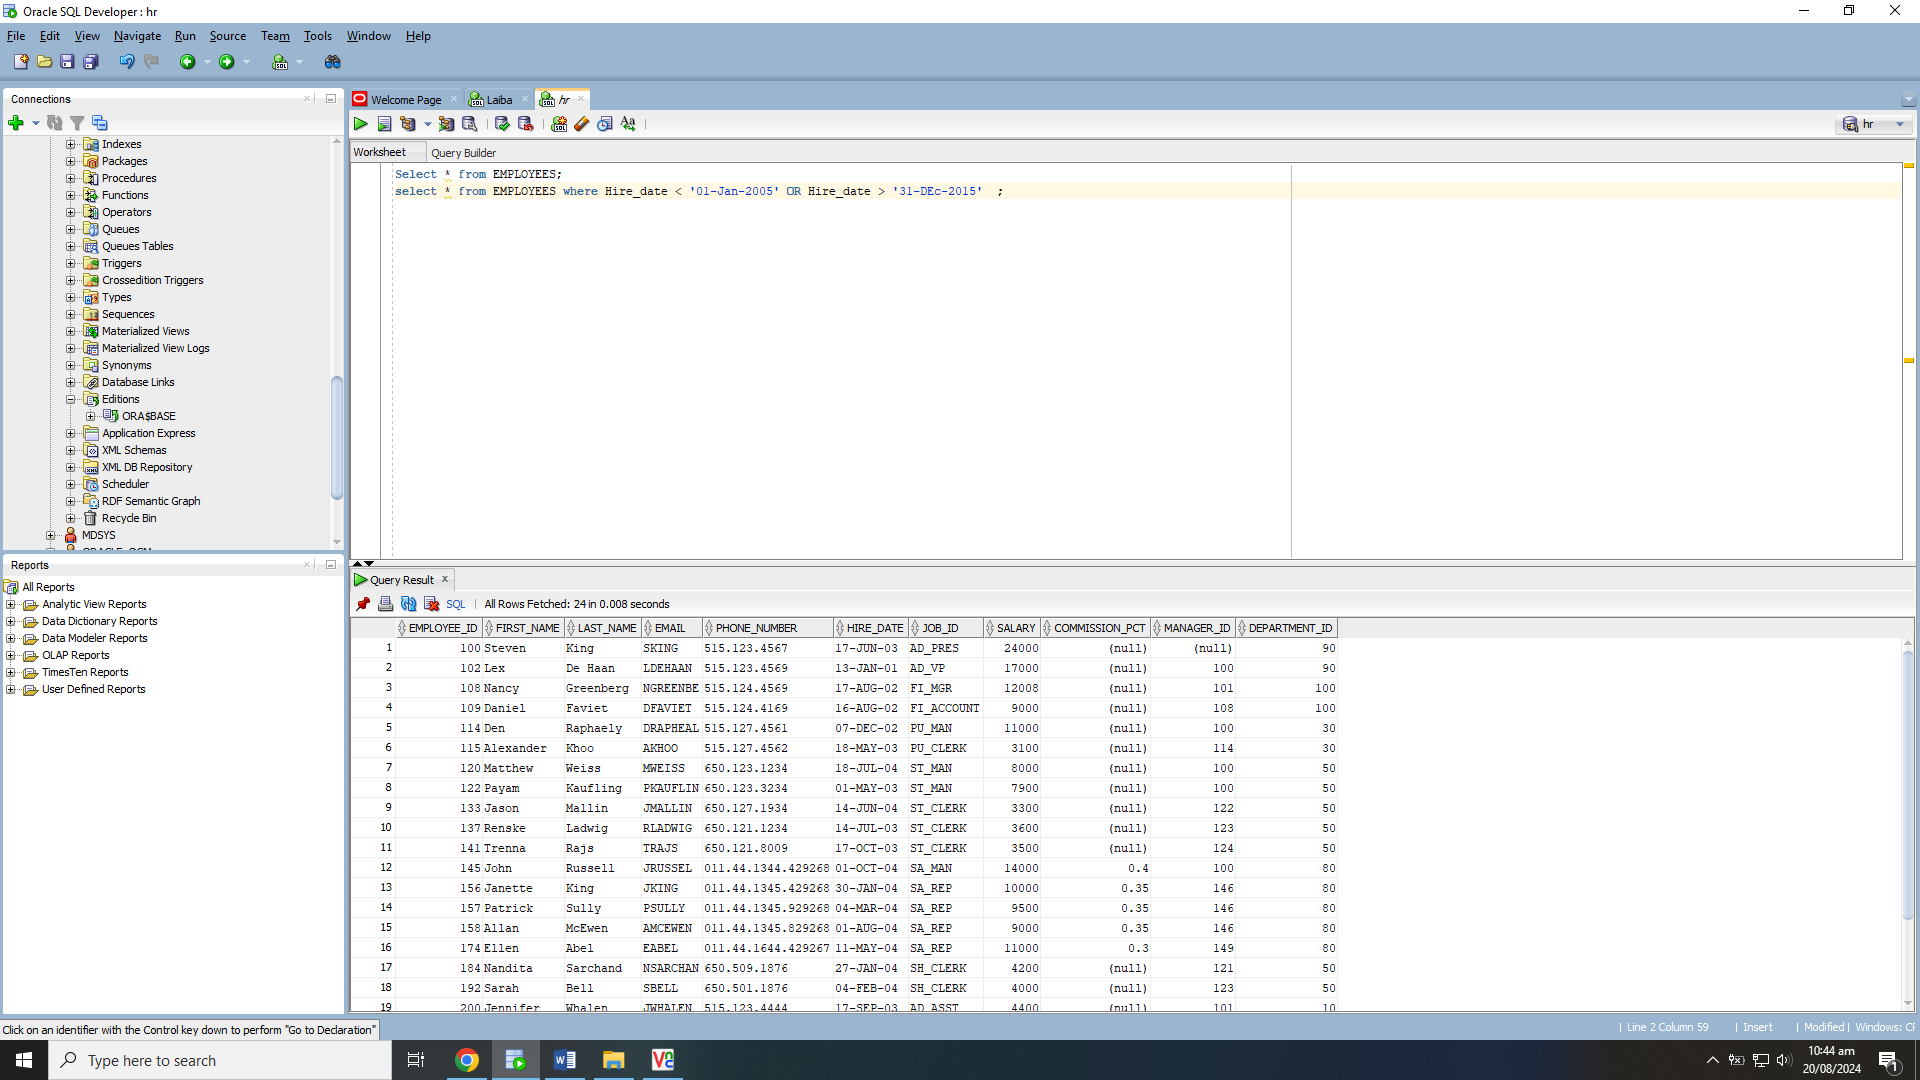 Oracle SQL Developer : hr
File Edit View Navigate Run Source Team Tools Window Help
Connections
Indexes
Packages
Procedures
Functions
Operators
Queues
Queues Tables
Triggers
Crossedition Triggers
Types
Sequences
Materialized Views
Materialized View Logs
Synonyms
Database Links
Editions
ORA$BASE
Application Express
XML Schemas
XML DB Repository
Scheduler
RDF Semantic Graph
Recycle Bin
MDSYS
Reports
All Reports
Analytic View Reports
Data Dictionary Reports
Data Modeler Reports
OLAP Reports
TimesTen Reports
User Defined Reports
Welcome Page Laiba hr
hr
Worksheet Query Builder
Select * from EMPLOYEES;
select * from EMPLOYEES where Hire_date < '01-Jan-2005' OR Hire_date > '31-DEc-2015' ;
Query Result
SQL All Rows Fetched: 24 in 0.008 seconds
EMPLOYEE_ID FIRST_NAME LAST_NAME EMAIL PHONE_NUMBER HIRE_DATE JOB_ID SALARY COMMISSION_PCT MANAGER_ID DEPARTMENT_ID
1 100 Steven King SKING 515.123.4567 17-JUN-03 AD_PRES 24000 (null) (null) 90
2 102 Lex De Haan LDEHAAN 515.123.4569 13-JAN-01 AD_VP 17000 (null) 100 90
3 108 Nancy Greenberg NGREENBE 515.124.4569 17-AUG-02 FI_MGR 12008 (null) 101 100
4 109 Daniel Faviet DFAVIET 515.124.4169 16-AUG-02 FI_ACCOUNT 9000 (null) 108 100
5 114 Den Raphaely DRAPHEAL 515.127.4561 07-DEC-02 PU_MAN 11000 (null) 100 30
6 115 Alexander Khoo AKHOO 515.127.4562 18-MAY-03 PU_CLERK 3100 (null) 114 30
7 120 Matthew Weiss MWEISS 650.123.1234 18-JUL-04 ST_MAN 8000 (null) 100 50
8 122 Payam Kaufling PKAUFLIN 650.123.3234 01-MAY-03 ST_MAN 7900 (null) 100 50
9 133 Jason Mallin JMALLIN 650.127.1934 14-JUN-04 ST_CLERK 3300 (null) 122 50
10 137 Renske Ladwig RLADWIG 650.121.1234 14-JUL-03 ST_CLERK 3600 (null) 123 50
11 141 Trenna Rajs TRAJS 650.121.8009 17-OCT-03 ST_CLERK 3500 (null) 124 50
12 145 John Russell JRUSSEL 011.44.1344.429268 01-OCT-04 SA_MAN 14000 0.4 100 80
13 156 Janette King JKING 011.44.1345.429268 30-JAN-04 SA_REP 10000 0.35 146 80
14 157 Patrick Sully PSULLY 011.44.1345.929268 04-MAR-04 SA_REP 9500 0.35 146 80
15 158 Allan McEwen AMCEWEN 011.44.1345.829268 01-AUG-04 SA_REP 9000 0.35 146 80
16 174 Ellen Abel EABEL 011.44.1644.429267 11-MAY-04 SA_REP 11000 0.3 149 80
17 184 Nandita Sarchand NSARCHAN 650.509.1876 27-JAN-04 SH_CLERK 4200 (null) 121 50
18 192 Sarah Bell SBELL 650.501.1876 04-FEB-04 SH_CLERK 4000 (null) 123 50
19 200 Jennifer Whalen JWHALEN 515.123.4444 17-SEP-03 AD_ASST 4400 (null) 101 10
Click on an identifier with the Control key down to perform "Go to Declaration"
Line 2 Column 59 Insert Modified Windows: CF
Type here to search
10:44 am
20/08/2024
1